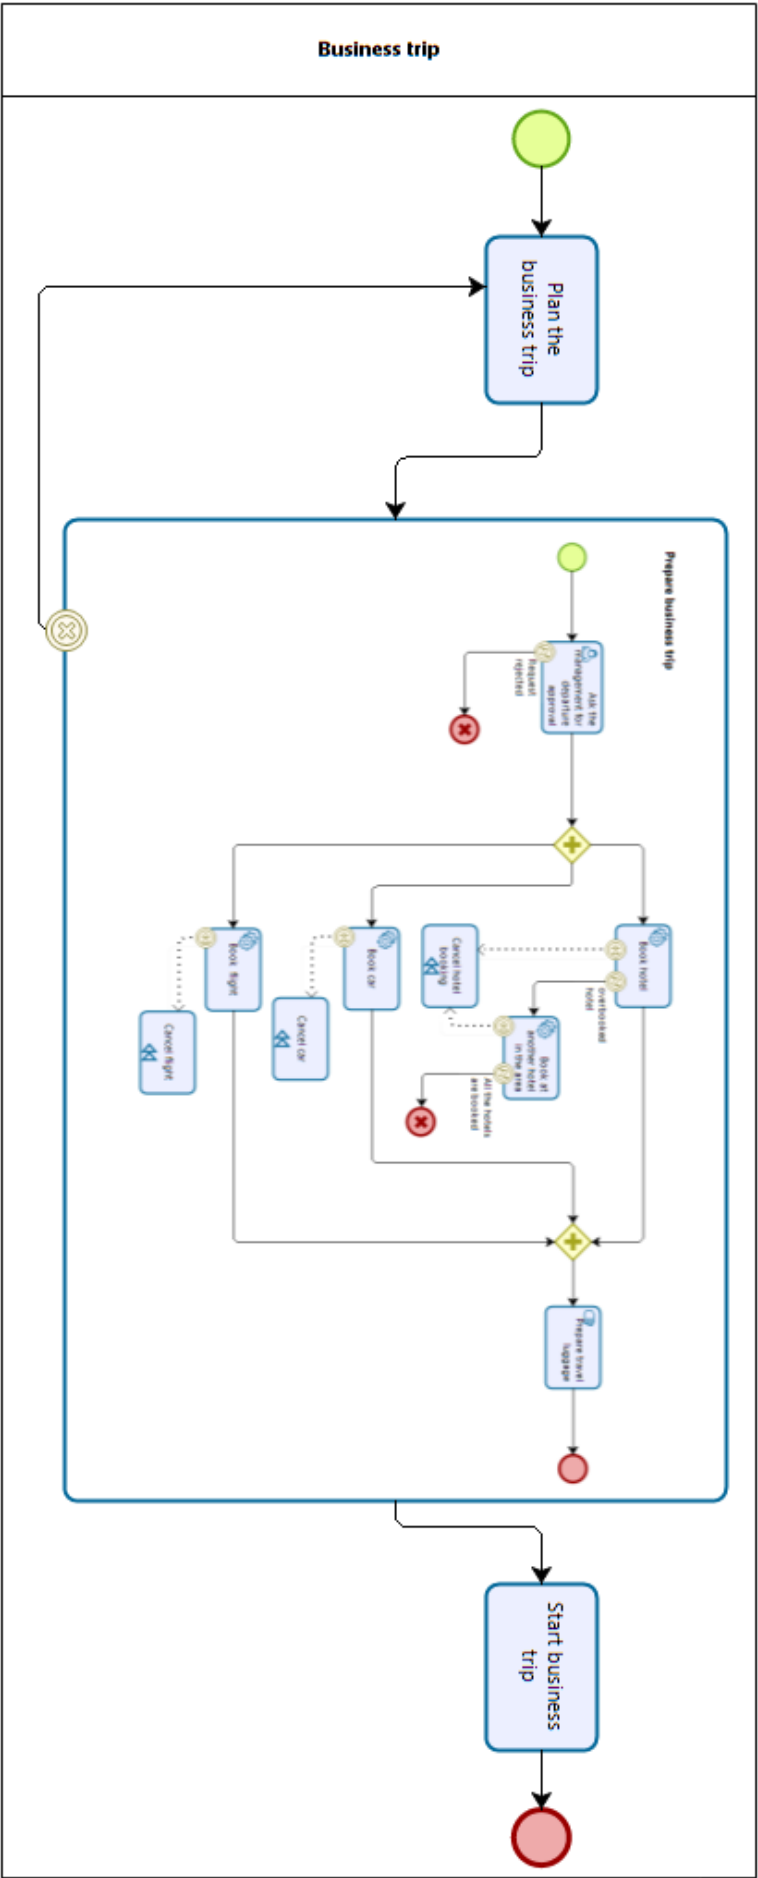 Business trip
Plan the
business trip
Prepare business trip
Ask the
management for
departure
approval
Request
rejected
Book hotel
overbooked
hotel
Cancel hotel
booking
Book at
another hotel
in the area
All the hotels
are booked
Book car
Cancel car
Book flight
Cancel flight
Prepare travel
luggage
Start business
trip